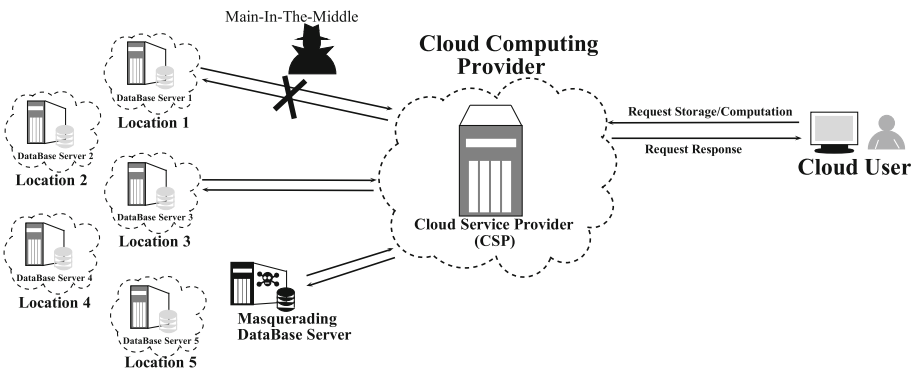 Main-In-The-Middle
Cloud Computing
Provider
DataBase Server 1
Location 1
DataBase Server 2
Location 2
DataBase Server 3
Location 3
DataBase Server 4
Location 4
DataBase Server 5
Location 5
Masquerading
DataBase Server
Cloud Service Provider
(CSP)
Request Storage/Computation
Request Response
Cloud User